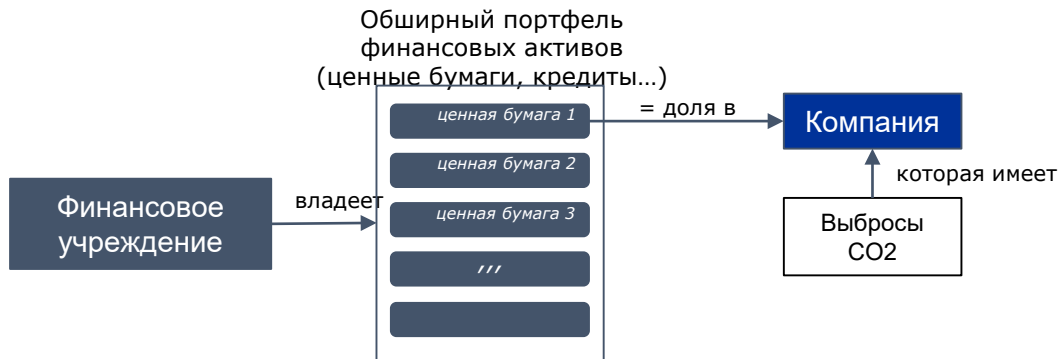 Обширный портфель
финансовых активов
(ценные бумаги, кредиты…)
ценная бумага 1
= доля в
Компания
ценная бумага 2
которая имеет
Финансовое
учреждение
владеет
ценная бумага 3
Выбросы
CO2
,,,